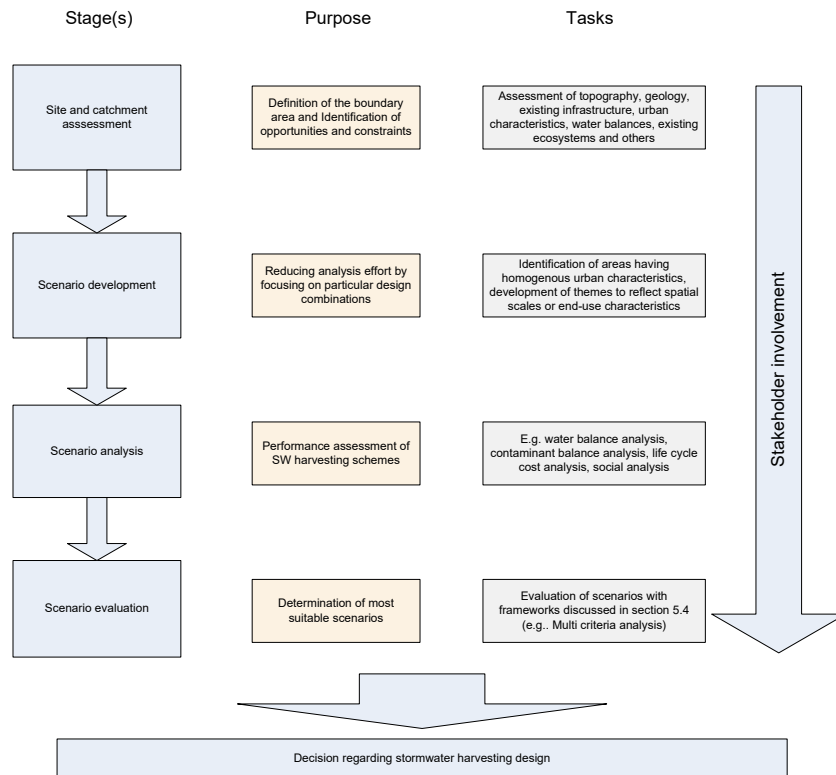 Stage(s)
Purpose
Tasks
Site and catchment
asssessment
Definition of the boundary
area and Identification of
opportunities and constraints
Assessment of topography, geology,
existing infrastructure, urban
characteristics, water balances, existing
ecosystems and others
Scenario development
Reducing analysis effort by
focusing on particular design
combinations
Identification of areas having
homogenous urban characteristics,
development of themes to reflect spatial
scales or end-use characteristics
Scenario analysis
Performance assessment of
SW harvesting schemes
E.g. water balance analysis,
contaminant balance analysis, life cycle
cost analysis, social analysis
Scenario evaluation
Determination of most
suitable scenarios
Evaluation of scenarios with
frameworks discussed in section 5.4
(e.g.. Multi criteria analysis)
Stakeholder involvement
Decision regarding stormwater harvesting design